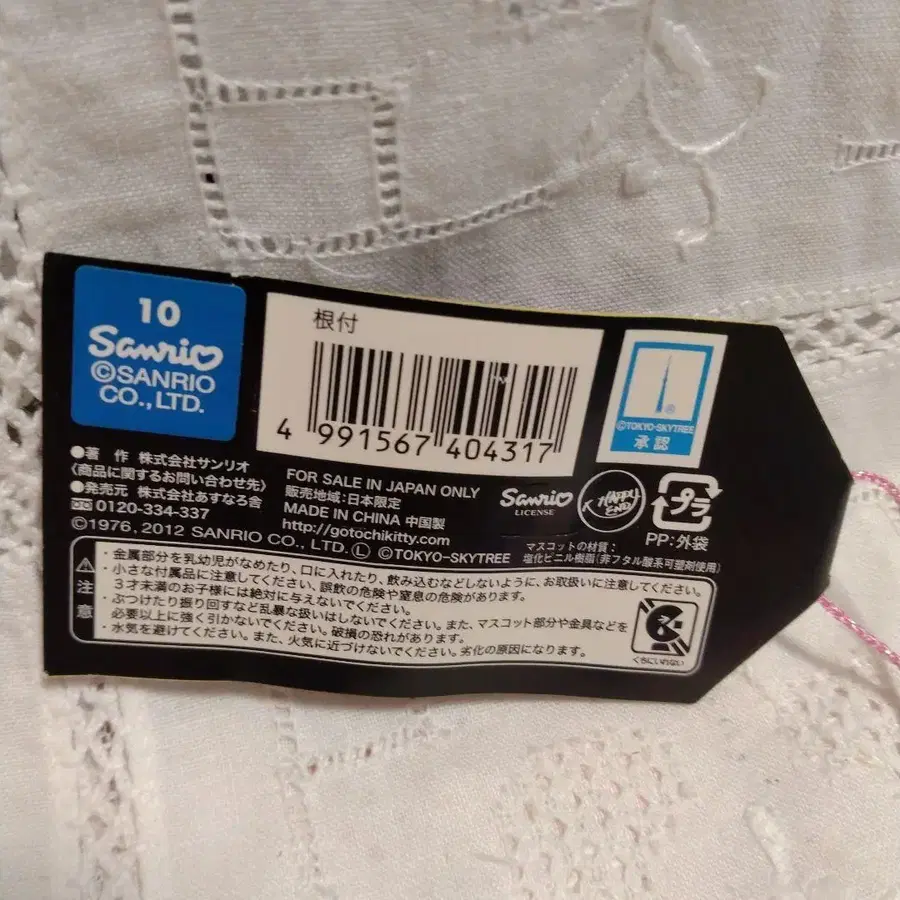 10
Sanrio
©SANRIO
CO.,LTD.
根付
4 991567 404317
©TOKYO-SKYTREE
承認
●著 作 株式会社サンリオ
〈商品に関するお問い合わせ先〉
●発売元 株式会社あすなろ舎
0120-334-337
©1976, 2012 SANRIO CO., LTD. Ⓛ ©TOKYO-SKYTREE
FOR SALE IN JAPAN ONLY
販売地域:日本限定
MADE IN CHINA 中国製
http://gotochikitty.com
Sanrio
LICENSE
HAPPY
END
プラ
PP:外袋
マスコットの材質:
塩化ビニル樹脂(非フタル酸系可塑剤使用)
注意
・金属部分を乳幼児がなめたり、口に入れたり、飲み込むなどしないように、お取扱いに注意してください。
・小さな付属品に注意してください。誤飲の危険や窒息の危険があります。
3才未満のお子様には絶対に与えないでください。
・ぶつけたり振り回すなど乱暴な扱いはしないでください。また、マスコット部分や金具などを
必要以上に強く引かないでください。破損の恐れがあります。
・水気を避けてください。また、火気に近づけないでください。劣化の原因になります。
くちにいれない